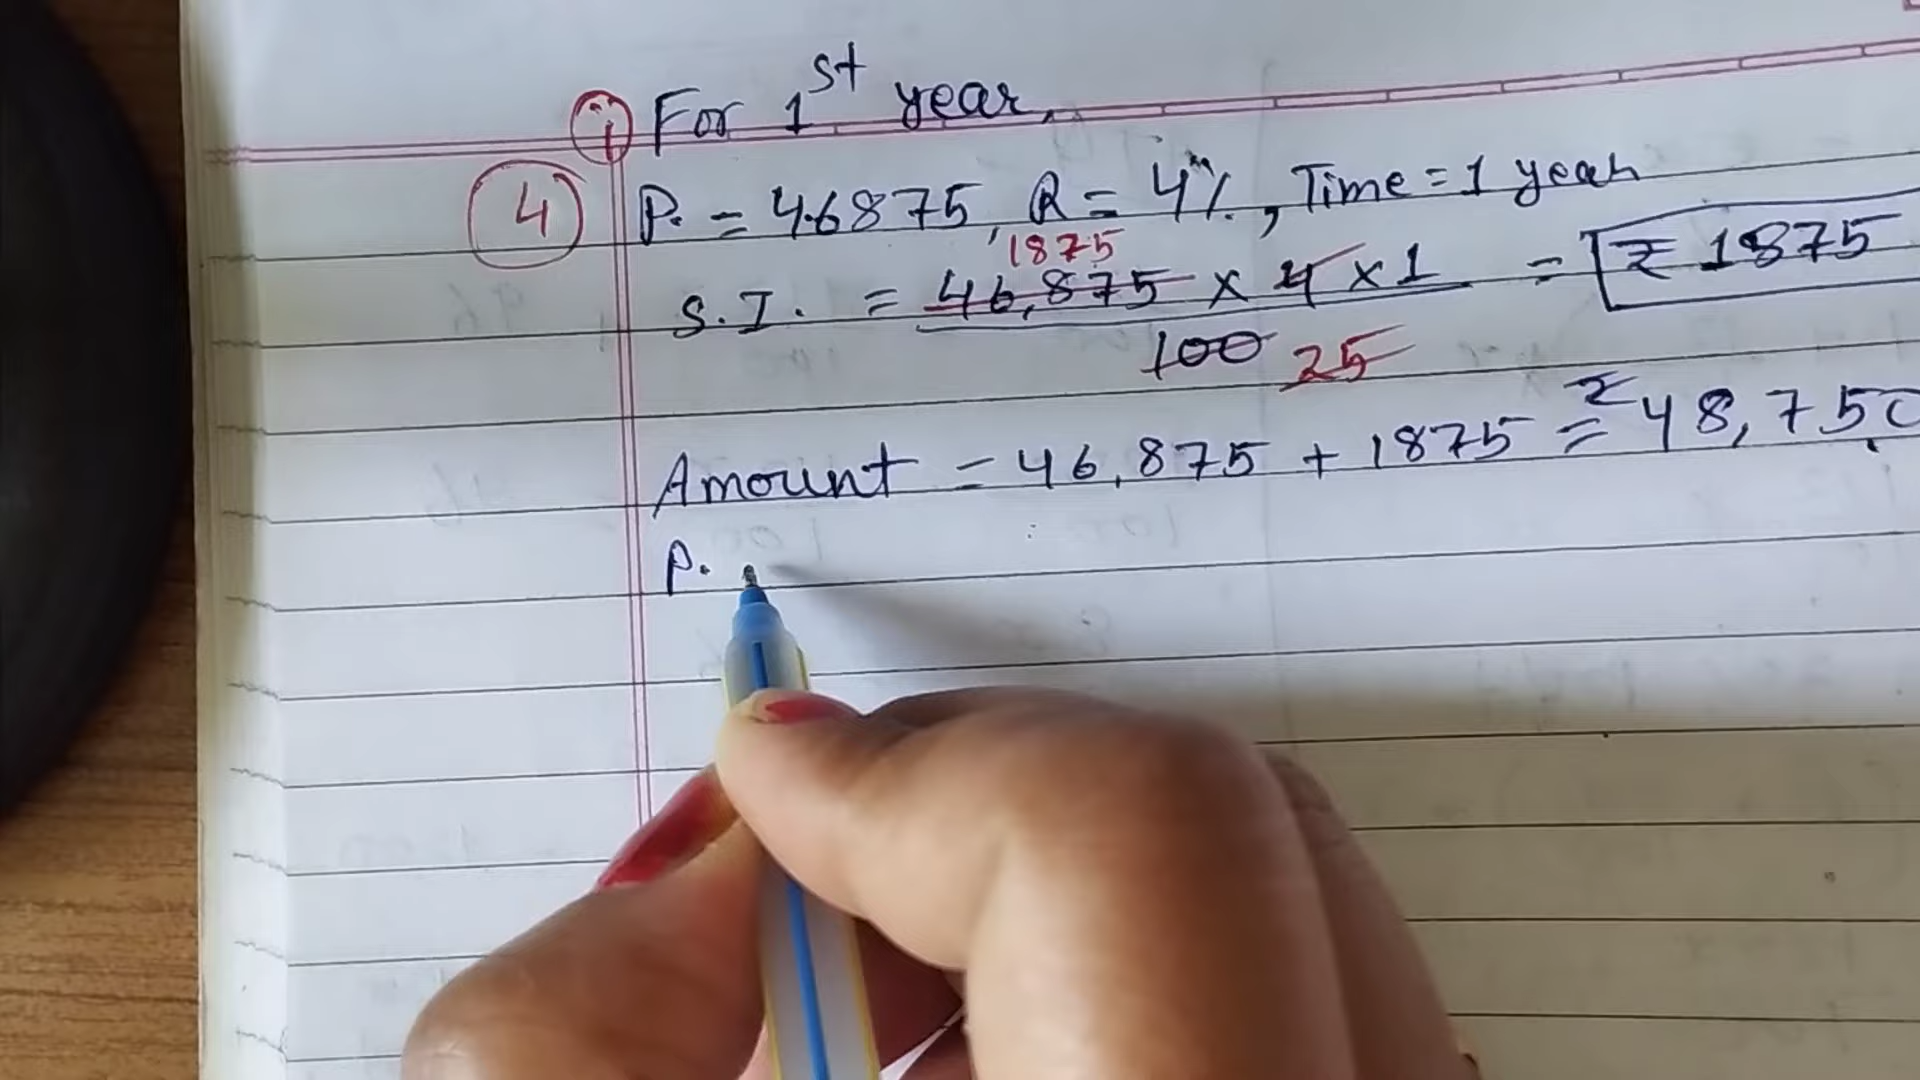 i For 1st year,
4 P. = 46875, R = 4%, Time = 1 year
1875
S.I. = 46,875 x 4 x 1 = ₹ 1875
100 25
Amount = 46,875 + 1875 = ₹ 48,750
P.